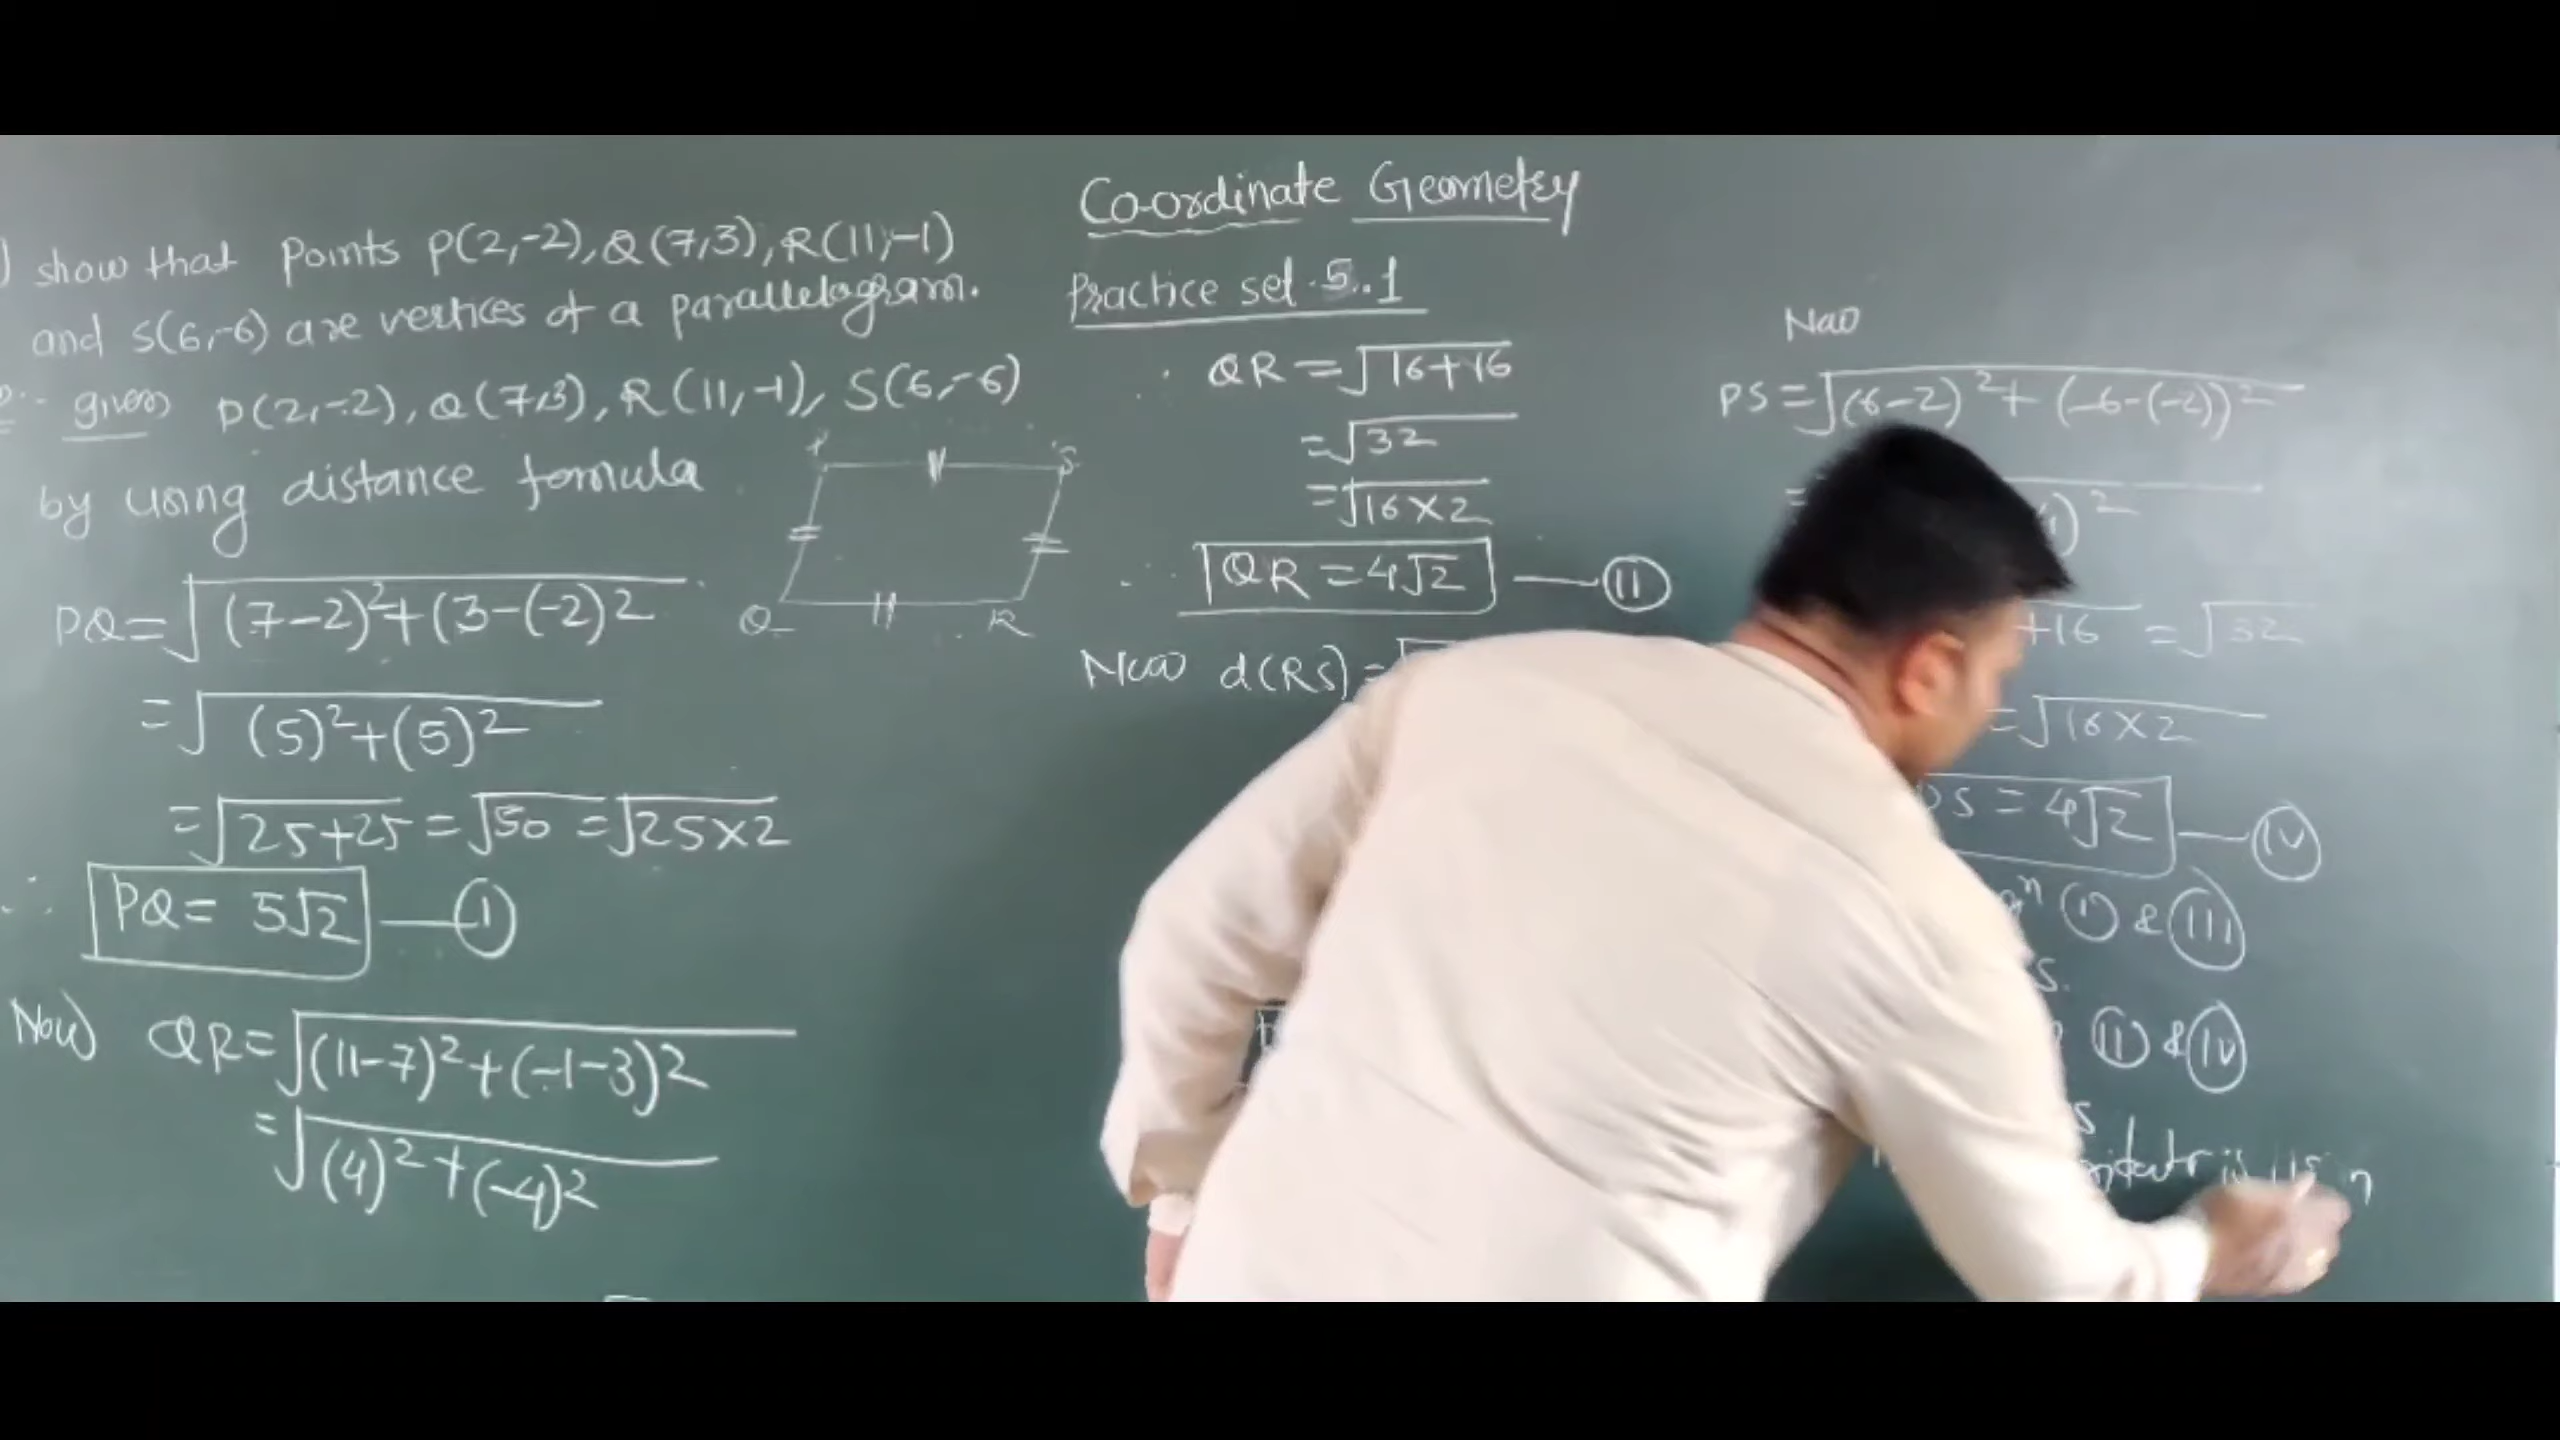 Co-ordinate Geometry
Practice set 5.1
) show that points P(2,-2), Q(7,3), R(11,-1)
and S(6,-6) are vertices of a parallelogram.
given P(2,-2), Q(7,3), R(11,-1), S(6,-6)
by using distance formula
P S
Q R
PQ=√(7-2)²+(3-(-2)²
=√(5)²+(5)²
=√25+25 =√50 =√25×2
∴ PQ= 5√2 — ①
Now QR=√(11-7)²+(-1-3)²
=√(4)²+(-4)²
∴ QR =√16+16
=√32
=√16×2
∴ QR =4√2 — Ⅱ
Now d(RS)=√
Now
PS =√(6-2)²+(-6-(-2))²
=
)²
+16 =√32
=√16×2
PS =4√2 — Ⅳ
Ⅰ & Ⅲ
S.
Ⅱ & Ⅳ
S
is